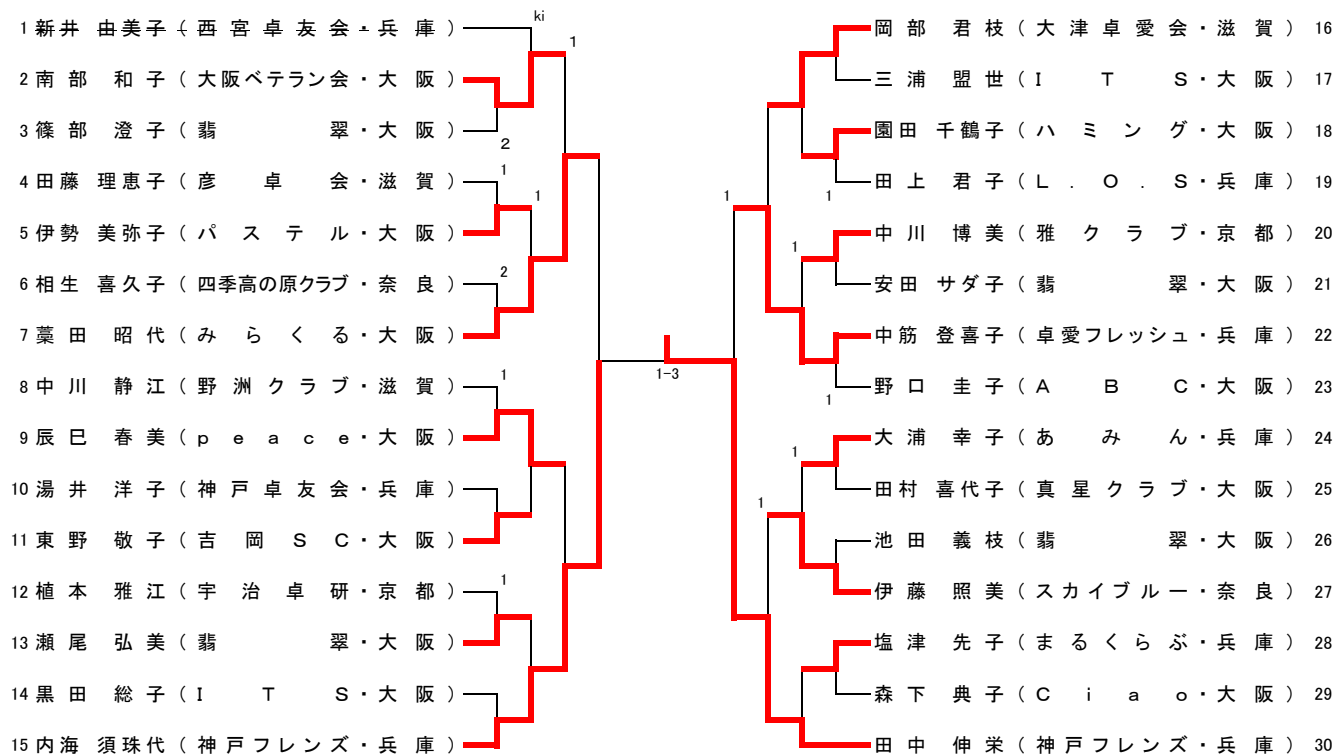 1 新井 由美子 (西宮卓友会・兵庫)
2 南部 和子 (大阪ベテラン会・大阪)
3 篠部 澄子 (翡翠・大阪)
4 田藤 理恵子 (彦卓会・滋賀)
5 伊勢 美弥子 (パステル・大阪)
6 相生 喜久子 (四季高の原クラブ・奈良)
7 藁田 昭代 (みらくる・大阪)
8 中川 静江 (野洲クラブ・滋賀)
9 辰巳 春美 (peace・大阪)
10 湯井 洋子 (神戸卓友会・兵庫)
11 東野 敬子 (吉岡SC・大阪)
12 植本 雅江 (宇治卓研・京都)
13 瀬尾 弘美 (翡翠・大阪)
14 黒田 総子 (ITS・大阪)
15 内海 須珠代 (神戸フレンズ・兵庫)
ki
1
2
1
1
2
1
1
1-3
1
1
1
1
1
1
岡部 君枝 (大津卓愛会・滋賀) 16
三浦 盟世 (ITS・大阪) 17
園田 千鶴子 (ハミング・大阪) 18
田上 君子 (L.O.S・兵庫) 19
中川 博美 (雅クラブ・京都) 20
安田 サダ子 (翡翠・大阪) 21
中筋 登喜子 (卓愛フレッシュ・兵庫) 22
野口 圭子 (ABC・大阪) 23
大浦 幸子 (あみん・兵庫) 24
田村 喜代子 (真星クラブ・大阪) 25
池田 義枝 (翡翠・大阪) 26
伊藤 照美 (スカイブルー・奈良) 27
塩津 先子 (まるくらぶ・兵庫) 28
森下 典子 (Ciao・大阪) 29
田中 伸栄 (神戸フレンズ・兵庫) 30